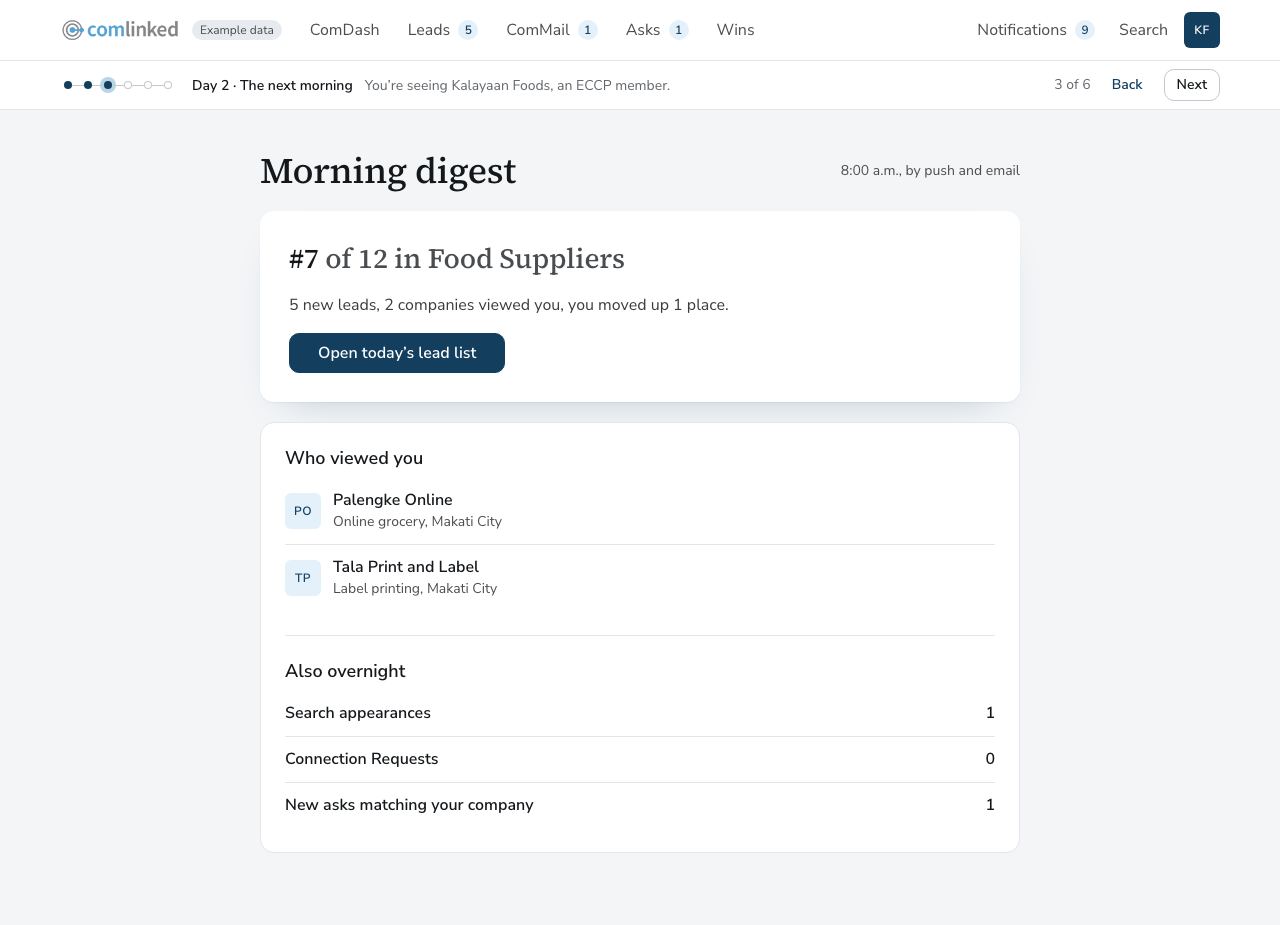 comlinked Example data ComDash Leads 5 ComMail 1 Asks 1 Wins Notifications 9 Search KF
Day 2 · The next morning You’re seeing Kalayaan Foods, an ECCP member. 3 of 6 Back Next
Morning digest 8:00 a.m., by push and email
#7 of 12 in Food Suppliers
5 new leads, 2 companies viewed you, you moved up 1 place.
Open today’s lead list
Who viewed you
PO Palengke Online
Online grocery, Makati City
TP Tala Print and Label
Label printing, Makati City
Also overnight
Search appearances 1
Connection Requests 0
New asks matching your company 1